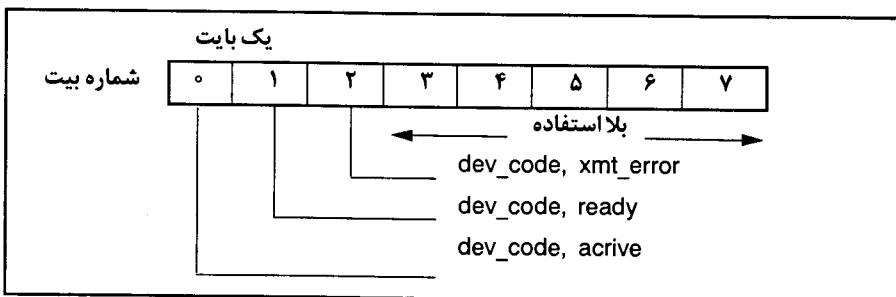 یک بایت
شماره بیت ۰ ۱ ۲ ۳ ۴ ۵ ۶ ۷
بلا استفاده
dev_code, xmt_error
dev_code, ready
dev_code, acrive